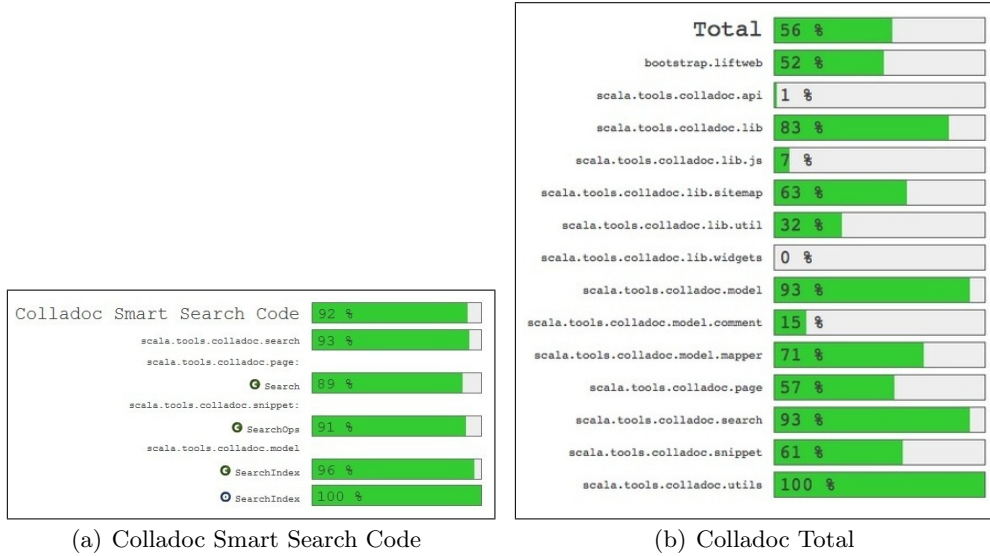 Colladoc Smart Search Code 92 %
scala.tools.colladoc.search 93 %
scala.tools.colladoc.page:
C Search 89 %
scala.tools.colladoc.snippet:
C SearchOps 91 %
scala.tools.colladoc.model
C SearchIndex 96 %
O SearchIndex 100 %
(a) Colladoc Smart Search Code
Total 56 %
bootstrap.liftweb 52 %
scala.tools.colladoc.api 1 %
scala.tools.colladoc.lib 83 %
scala.tools.colladoc.lib.js 7 %
scala.tools.colladoc.lib.sitemap 63 %
scala.tools.colladoc.lib.util 32 %
scala.tools.colladoc.lib.widgets 0 %
scala.tools.colladoc.model 93 %
scala.tools.colladoc.model.comment 15 %
scala.tools.colladoc.model.mapper 71 %
scala.tools.colladoc.page 57 %
scala.tools.colladoc.search 93 %
scala.tools.colladoc.snippet 61 %
scala.tools.colladoc.utils 100 %
(b) Colladoc Total